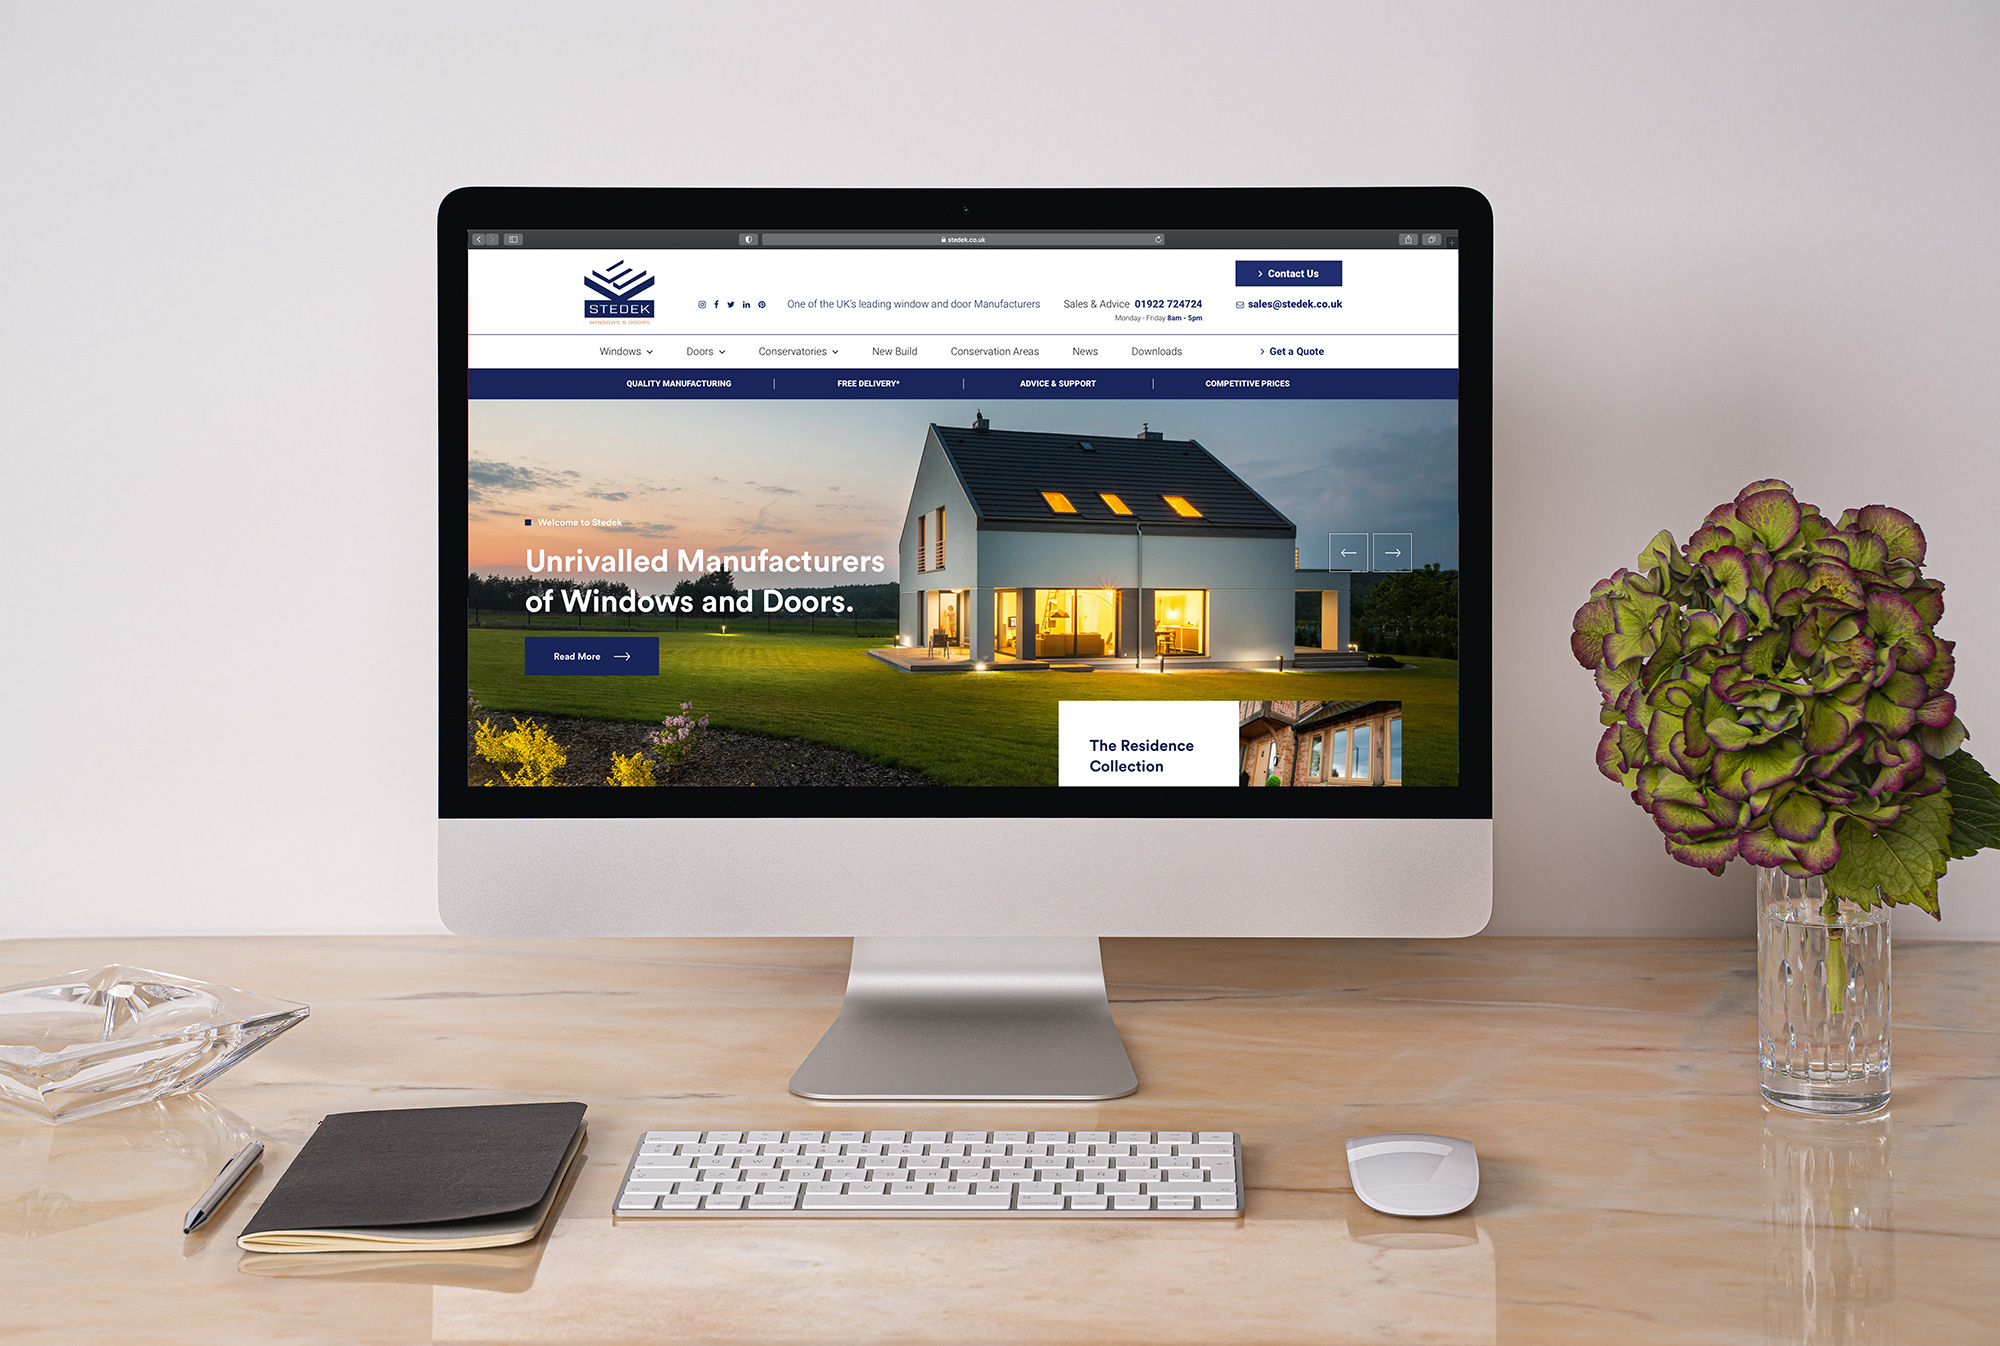 stedek.co.uk
Contact Us
STEDEK
WINDOWS & DOORS
One of the UK's leading window and door Manufacturers
Sales & Advice 01922 724724
sales@stedek.co.uk
Monday - Friday 8am - 5pm
Windows Doors Conservatories New Build Conservation Areas News Downloads Get a Quote
QUALITY MANUFACTURING | FREE DELIVERY* | ADVICE & SUPPORT | COMPETITIVE PRICES
Welcome to Stedek
Unrivalled Manufacturers
of Windows and Doors.
Read More
The Residence
Collection